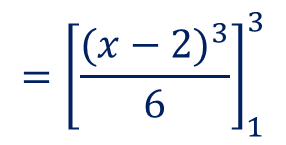 = [(x − 2)³ / 6]₁³